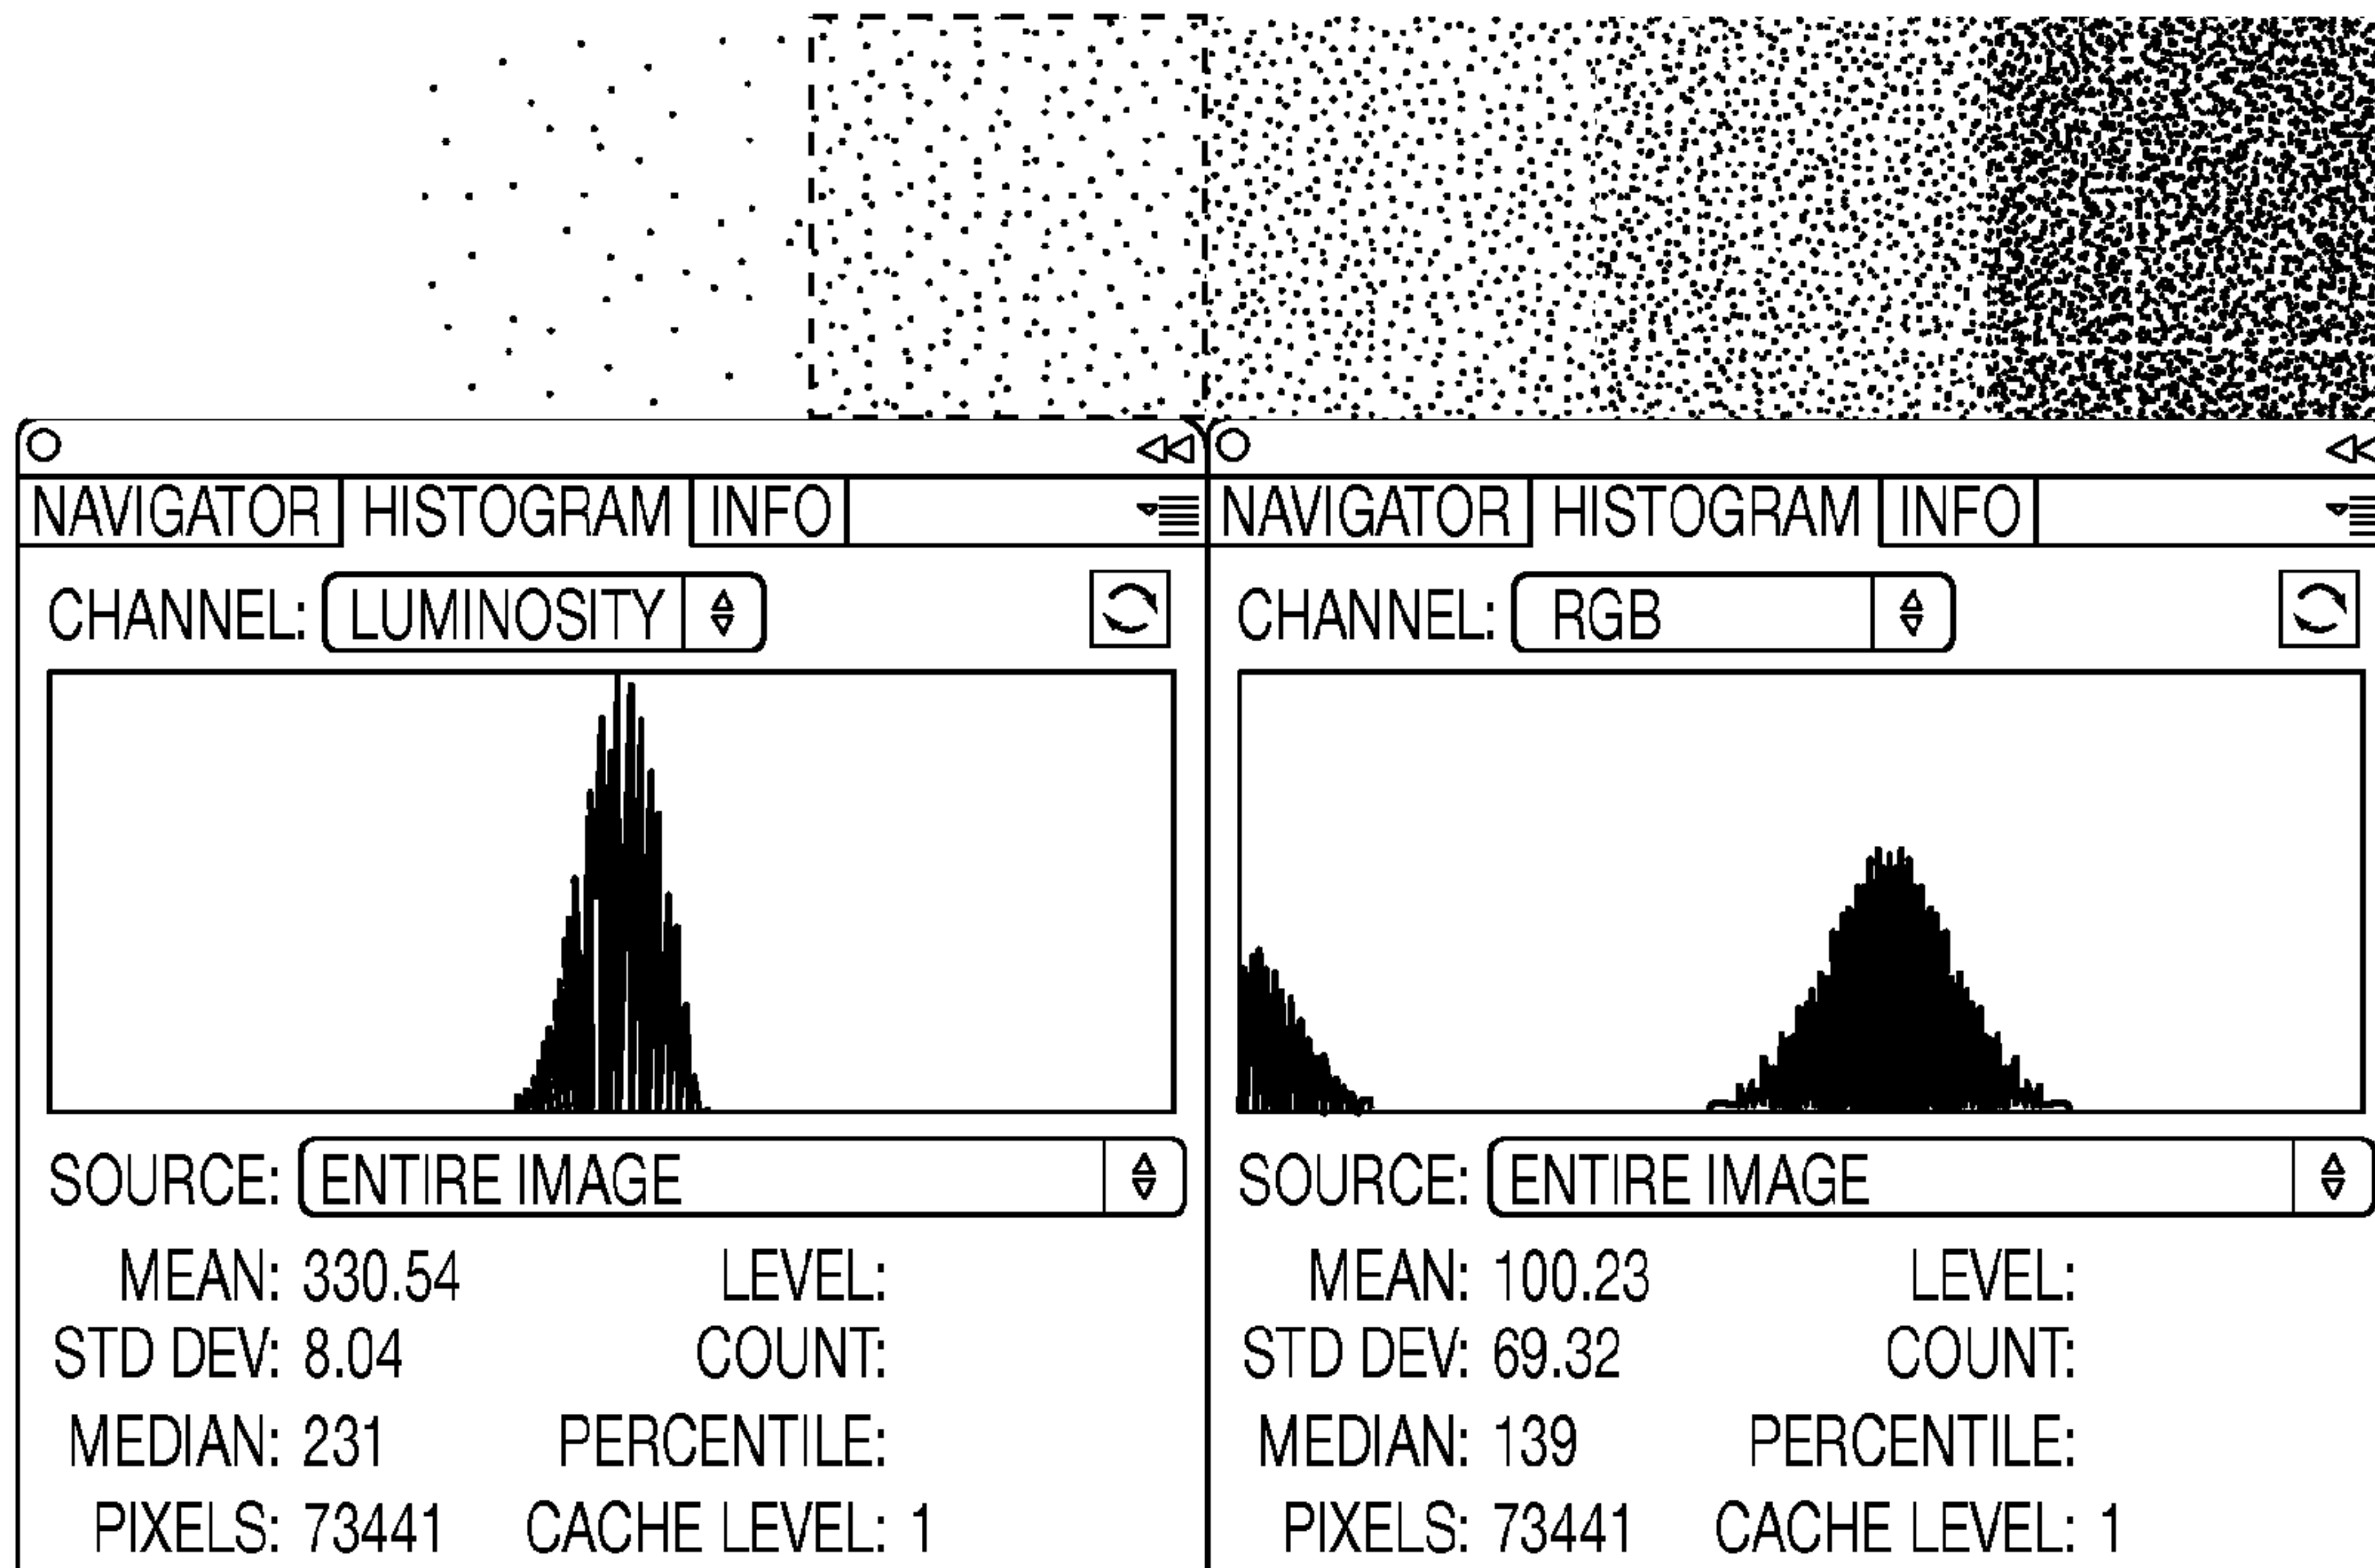 NAVIGATOR HISTOGRAM INFO
CHANNEL: LUMINOSITY
SOURCE: ENTIRE IMAGE
MEAN: 330.54 LEVEL:
STD DEV: 8.04 COUNT:
MEDIAN: 231 PERCENTILE:
PIXELS: 73441 CACHE LEVEL: 1
NAVIGATOR HISTOGRAM INFO
CHANNEL: RGB
SOURCE: ENTIRE IMAGE
MEAN: 100.23 LEVEL:
STD DEV: 69.32 COUNT:
MEDIAN: 139 PERCENTILE:
PIXELS: 73441 CACHE LEVEL: 1